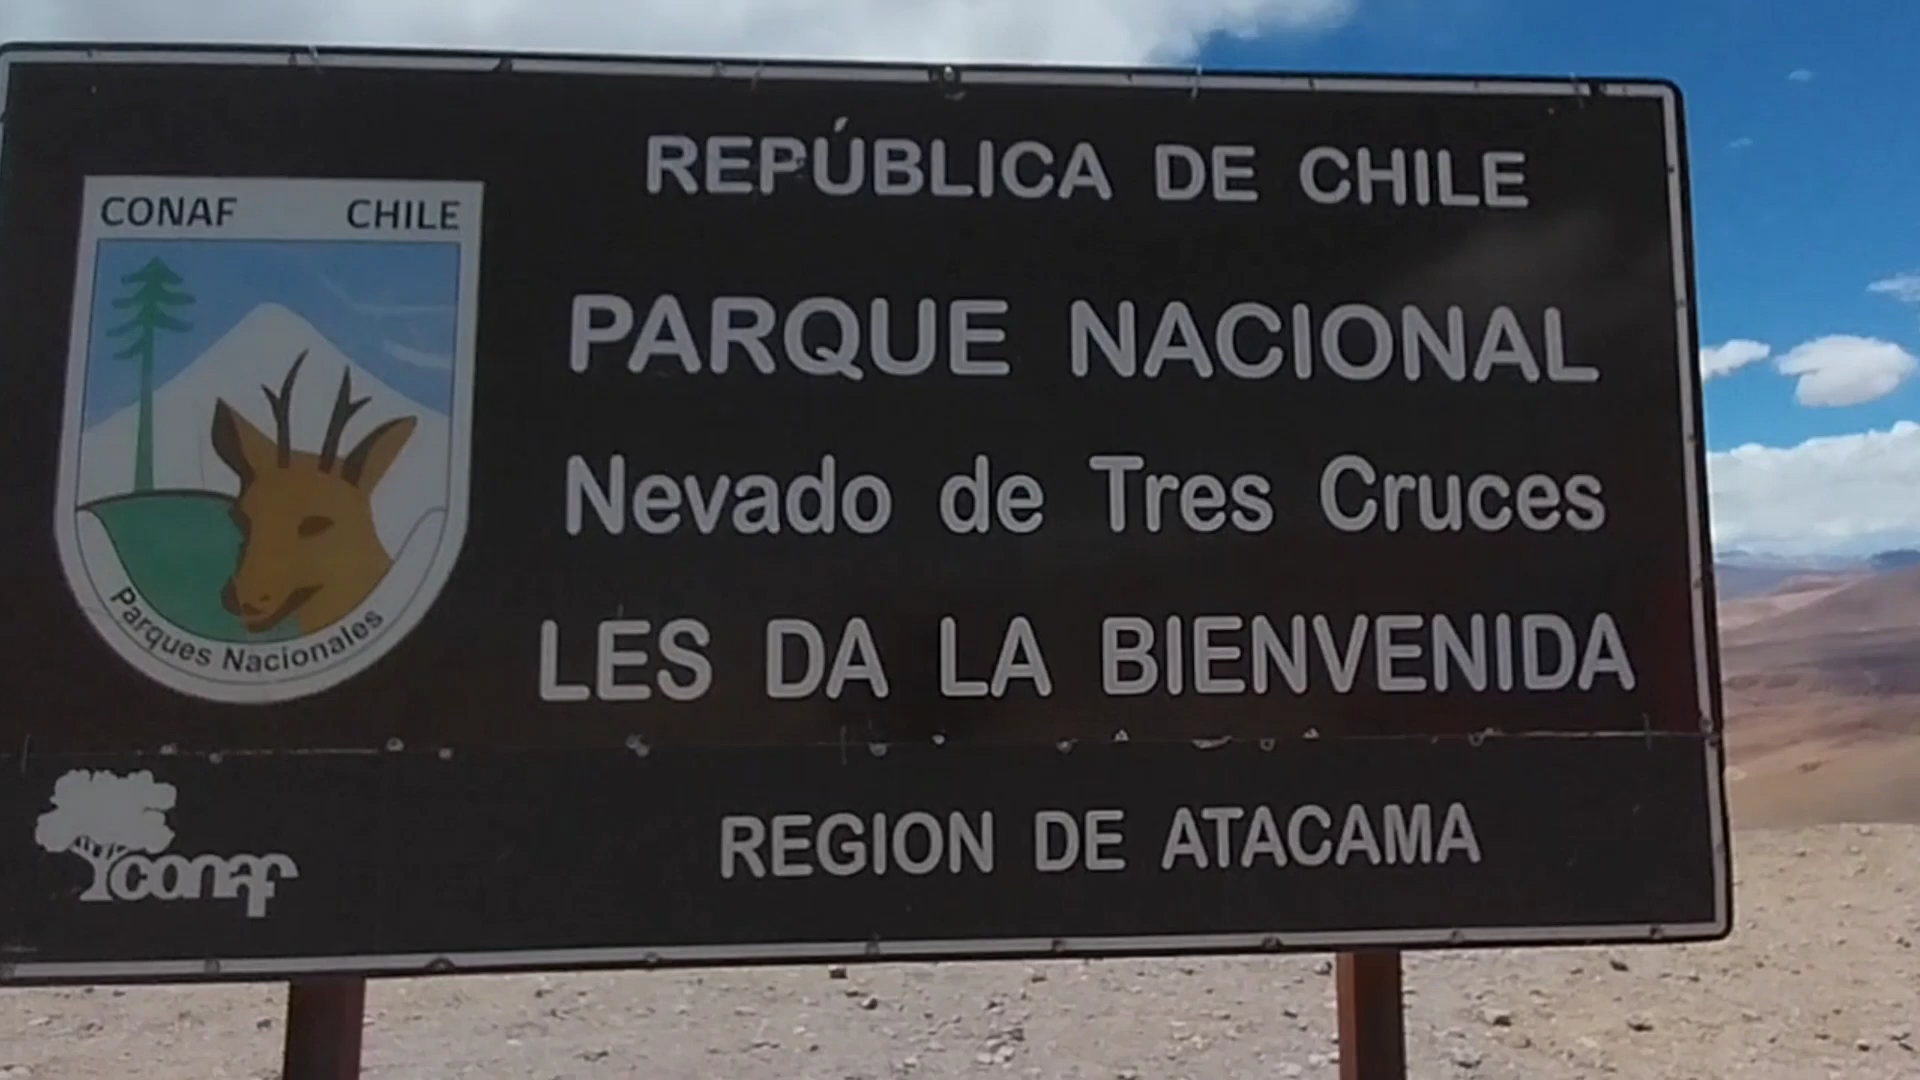 REPÚBLICA DE CHILE
CONAF CHILE
PARQUE NACIONAL
Nevado de Tres Cruces
LES DA LA BIENVENIDA
Parques Nacionales
conaf
REGION DE ATACAMA